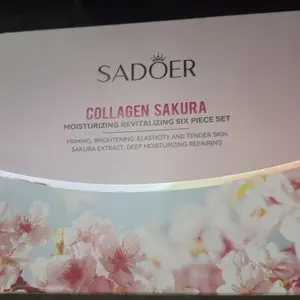 SADOER
COLLAGEN SAKURA
MOISTURIZING REVITALIZING SIX PIECE SET
FIRMING, BRIGHTENING, ELASTICITY AND TENDER SKIN
SAKURA EXTRACT, DEEP MOISTURIZING REPAIRING